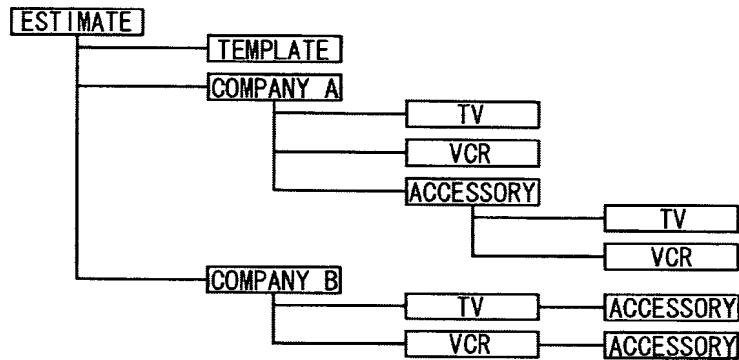 ESTIMATE
TEMPLATE
COMPANY A
TV
VCR
ACCESSORY
TV
VCR
COMPANY B
TV ACCESSORY
VCR ACCESSORY